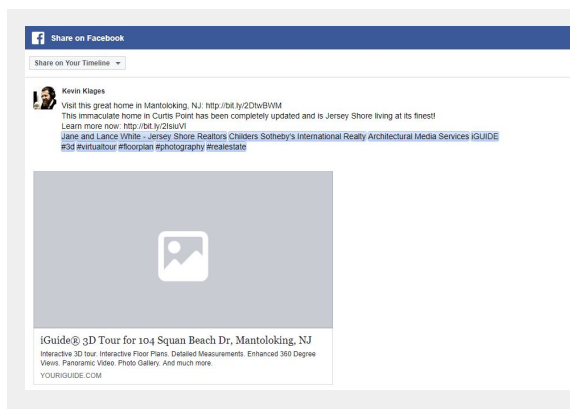 Share on Facebook
Share on Your Timeline
Kevin Klages
Visit this great home in Mantoloking, NJ: http://bit.ly/2DtwBWM
This immaculate home in Curtis Point has been completely updated and is Jersey Shore living at its finest!
Learn more now: http://bit.ly/2IsiuVl
Jane and Lance White - Jersey Shore Realtors Childers Sotheby's International Realty Architectural Media Services iGUIDE
#3d #virtualtour #floorplan #photography #realestate
iGuide® 3D Tour for 104 Squan Beach Dr, Mantoloking, NJ
Interactive 3D tour. Interactive Floor Plans. Detailed Measurements. Enhanced 360 Degree
Views. Panoramic Video. Photo Gallery. And much more.
YOURIGUIDE.COM